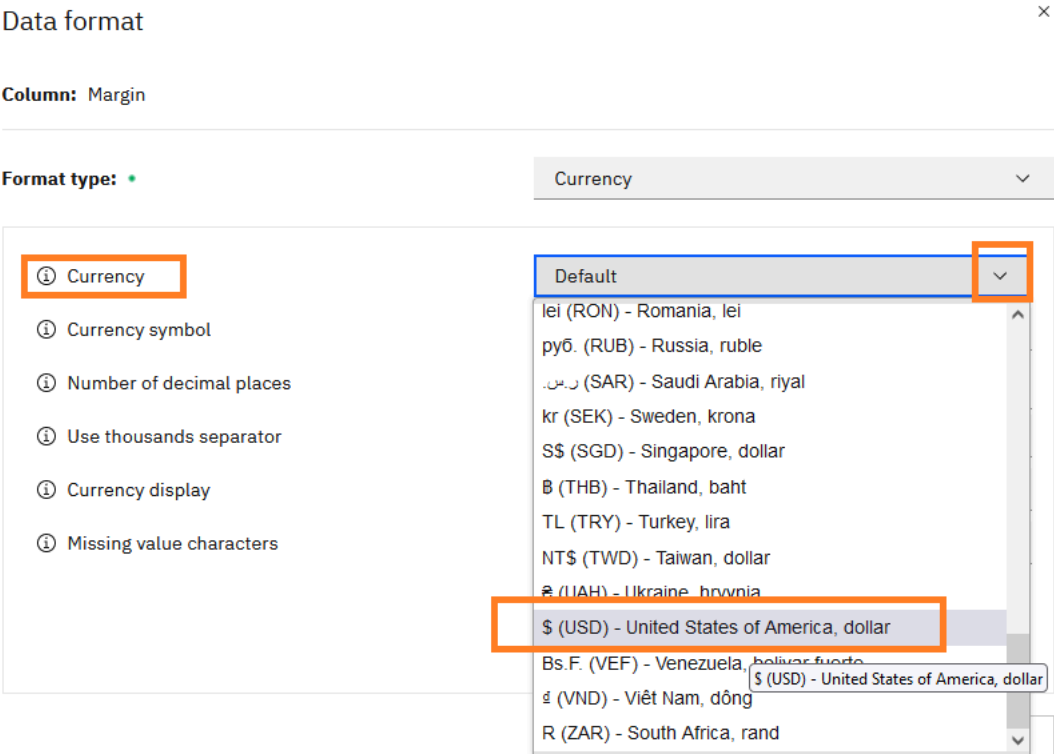 Data format
×
Column: Margin
Format type:
Currency
Currency
Default
Currency symbol
Number of decimal places
Use thousands separator
Currency display
Missing value characters
lei (RON) - Romania, lei
руб. (RUB) - Russia, ruble
ر.س. (SAR) - Saudi Arabia, riyal
kr (SEK) - Sweden, krona
S$ (SGD) - Singapore, dollar
฿ (THB) - Thailand, baht
TL (TRY) - Turkey, lira
NT$ (TWD) - Taiwan, dollar
₴ (UAH) - Ukraine, hryvnia
$ (USD) - United States of America, dollar
Bs.F. (VEF) - Venezuela, bolivar fuerte
$ (USD) - United States of America, dollar
₫ (VND) - Việt Nam, dông
R (ZAR) - South Africa, rand